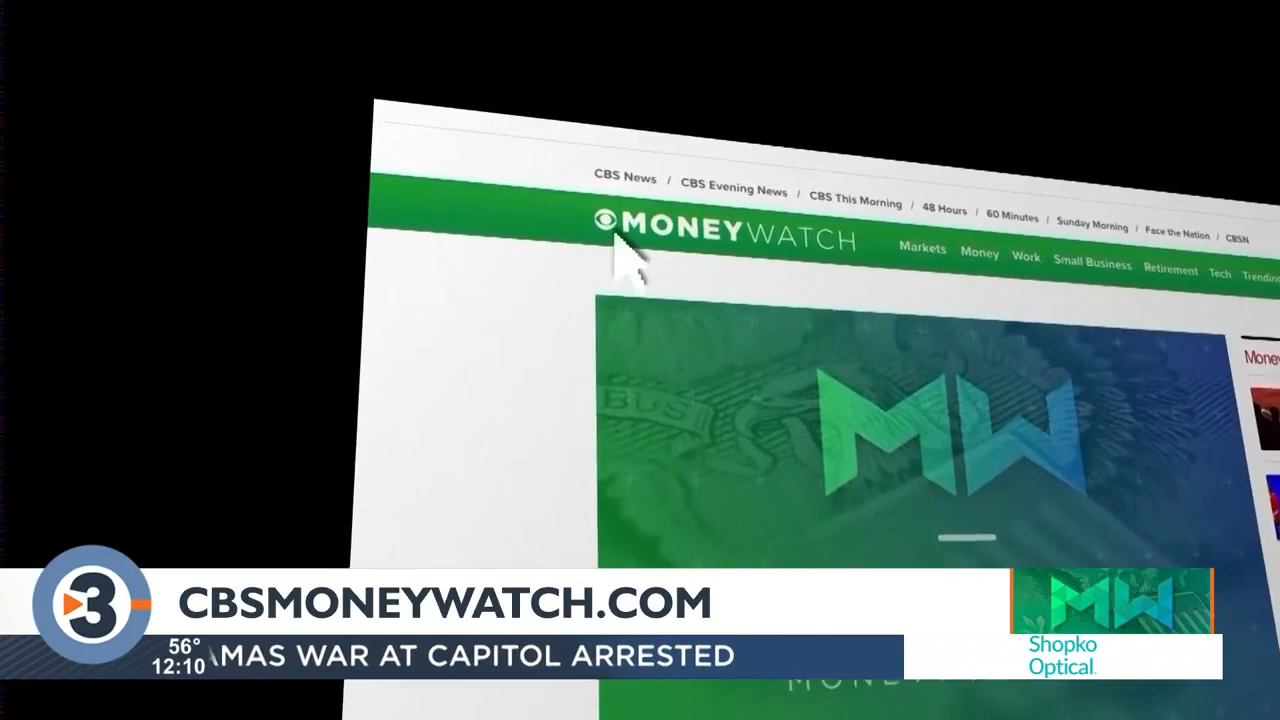 CBS News / CBS Evening News / CBS This Morning / 48 Hours / 60 Minutes / Sunday Morning / Face the Nation / CBSN
MONEYWATCH
Markets Money Work Small Business Retirement Tech Trending
MW
3
CBSMONEYWATCH.COM
MW
56°
12:10
WAR AT CAPITOL ARRESTED
Shopko
Optical